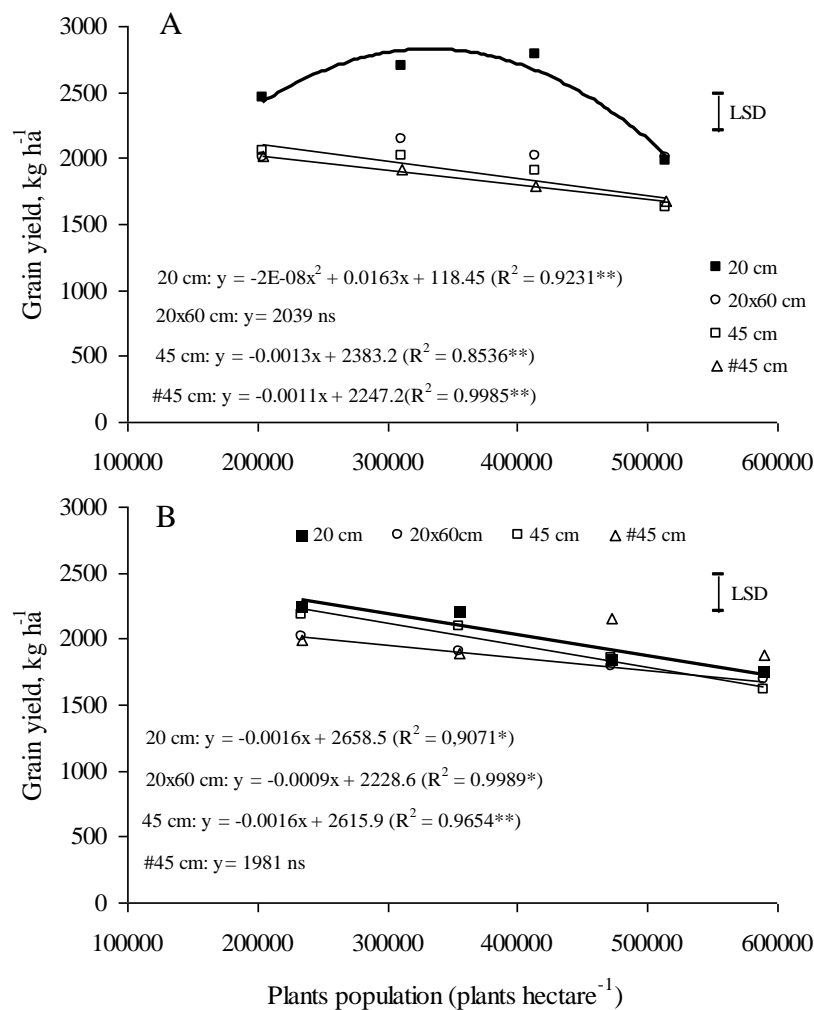 A
3000
2500
2000
1500
1000
500
0
Grain yield, kg ha-1
LSD
20 cm: y = -2E-08x² + 0.0163x + 118.45 (R² = 0.9231**)
20x60 cm: y= 2039 ns
45 cm: y = -0.0013x + 2383.2 (R² = 0.8536**)
#45 cm: y = -0.0011x + 2247.2(R² = 0.9985**)
20 cm
20x60 cm
45 cm
#45 cm
100000 200000 300000 400000 500000 600000
B
3000
2500
2000
1500
1000
500
0
Grain yield, kg ha-1
20 cm 20x60cm 45 cm #45 cm
LSD
20 cm: y = -0.0016x + 2658.5 (R² = 0,9071*)
20x60 cm: y = -0.0009x + 2228.6 (R² = 0.9989*)
45 cm: y = -0.0016x + 2615.9 (R² = 0.9654**)
#45 cm: y= 1981 ns
100000 200000 300000 400000 500000 600000
Plants population (plants hectare-1)